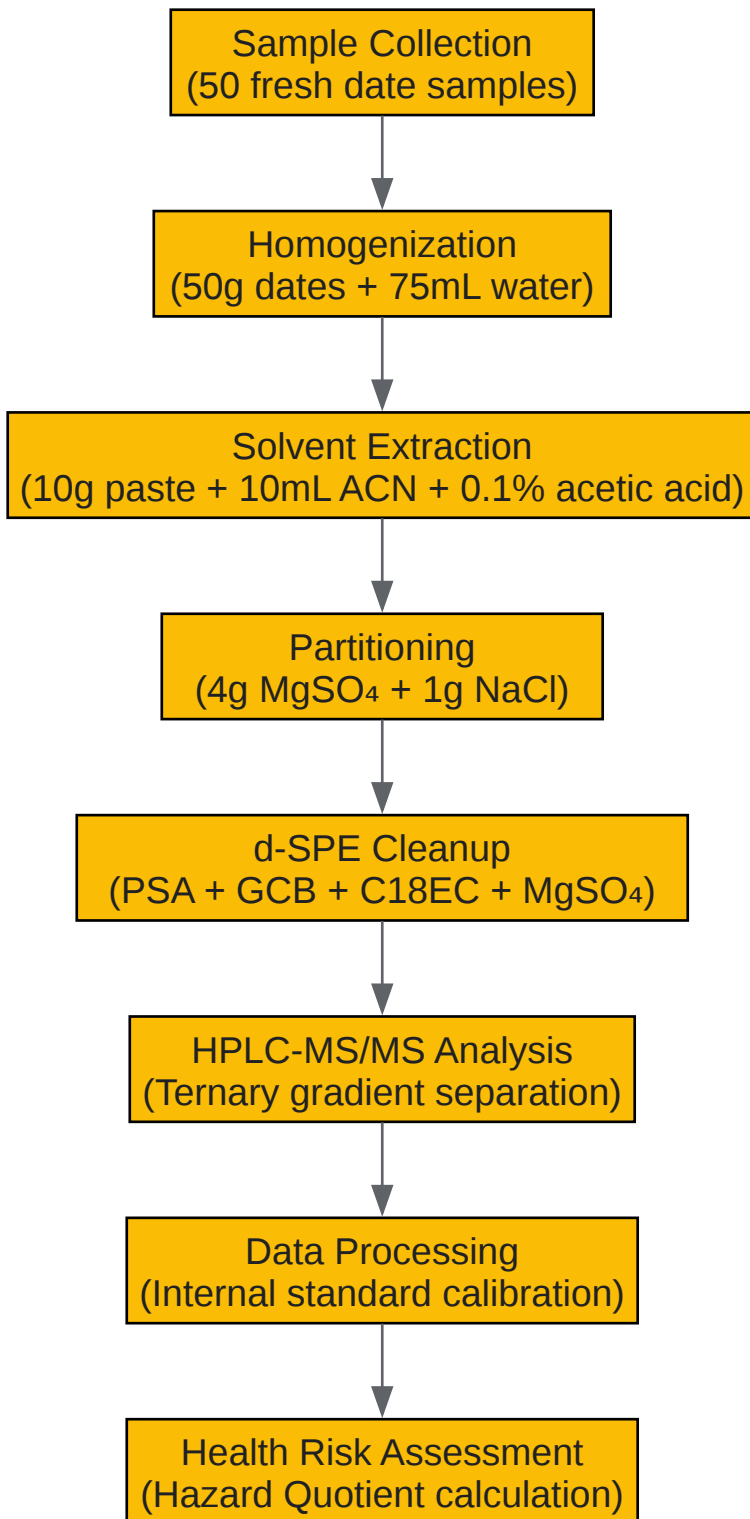 Sample Collection
(50 fresh date samples)
Homogenization
(50g dates + 75mL water)
Solvent Extraction
(10g paste + 10mL ACN + 0.1% acetic acid)
Partitioning
(4g MgSO₄ + 1g NaCl)
d-SPE Cleanup
(PSA + GCB + C18EC + MgSO₄)
HPLC-MS/MS Analysis
(Ternary gradient separation)
Data Processing
(Internal standard calibration)
Health Risk Assessment
(Hazard Quotient calculation)